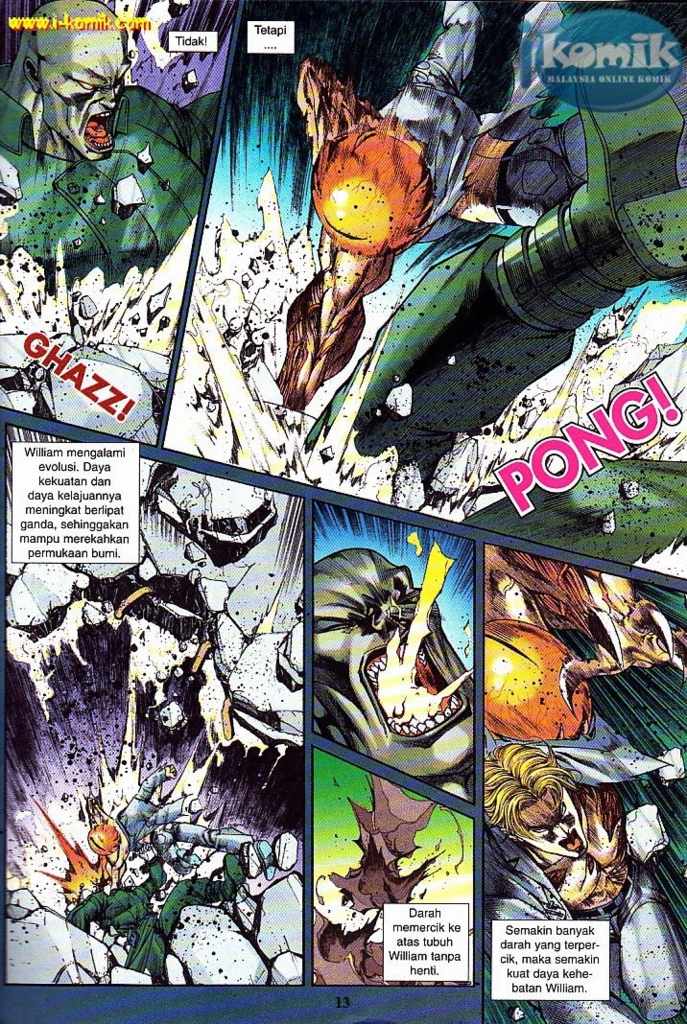 www.i-komik.com
Tidak!
Tetapi
....
ikomik
MALAYSIA ONLINE KOMIK
GHAZZ!
PONG!
William mengalami
evolusi. Daya
kekuatan dan
daya kelajuannya
meningkat berlipat
ganda, sehinggakan
mampu merekahkan
permukaan bumi.
Darah
memercik ke
atas tubuh
William tanpa
henti.
Semakin banyak
darah yang terper-
cik, maka semakin
kuat daya kehe-
batan William.
13